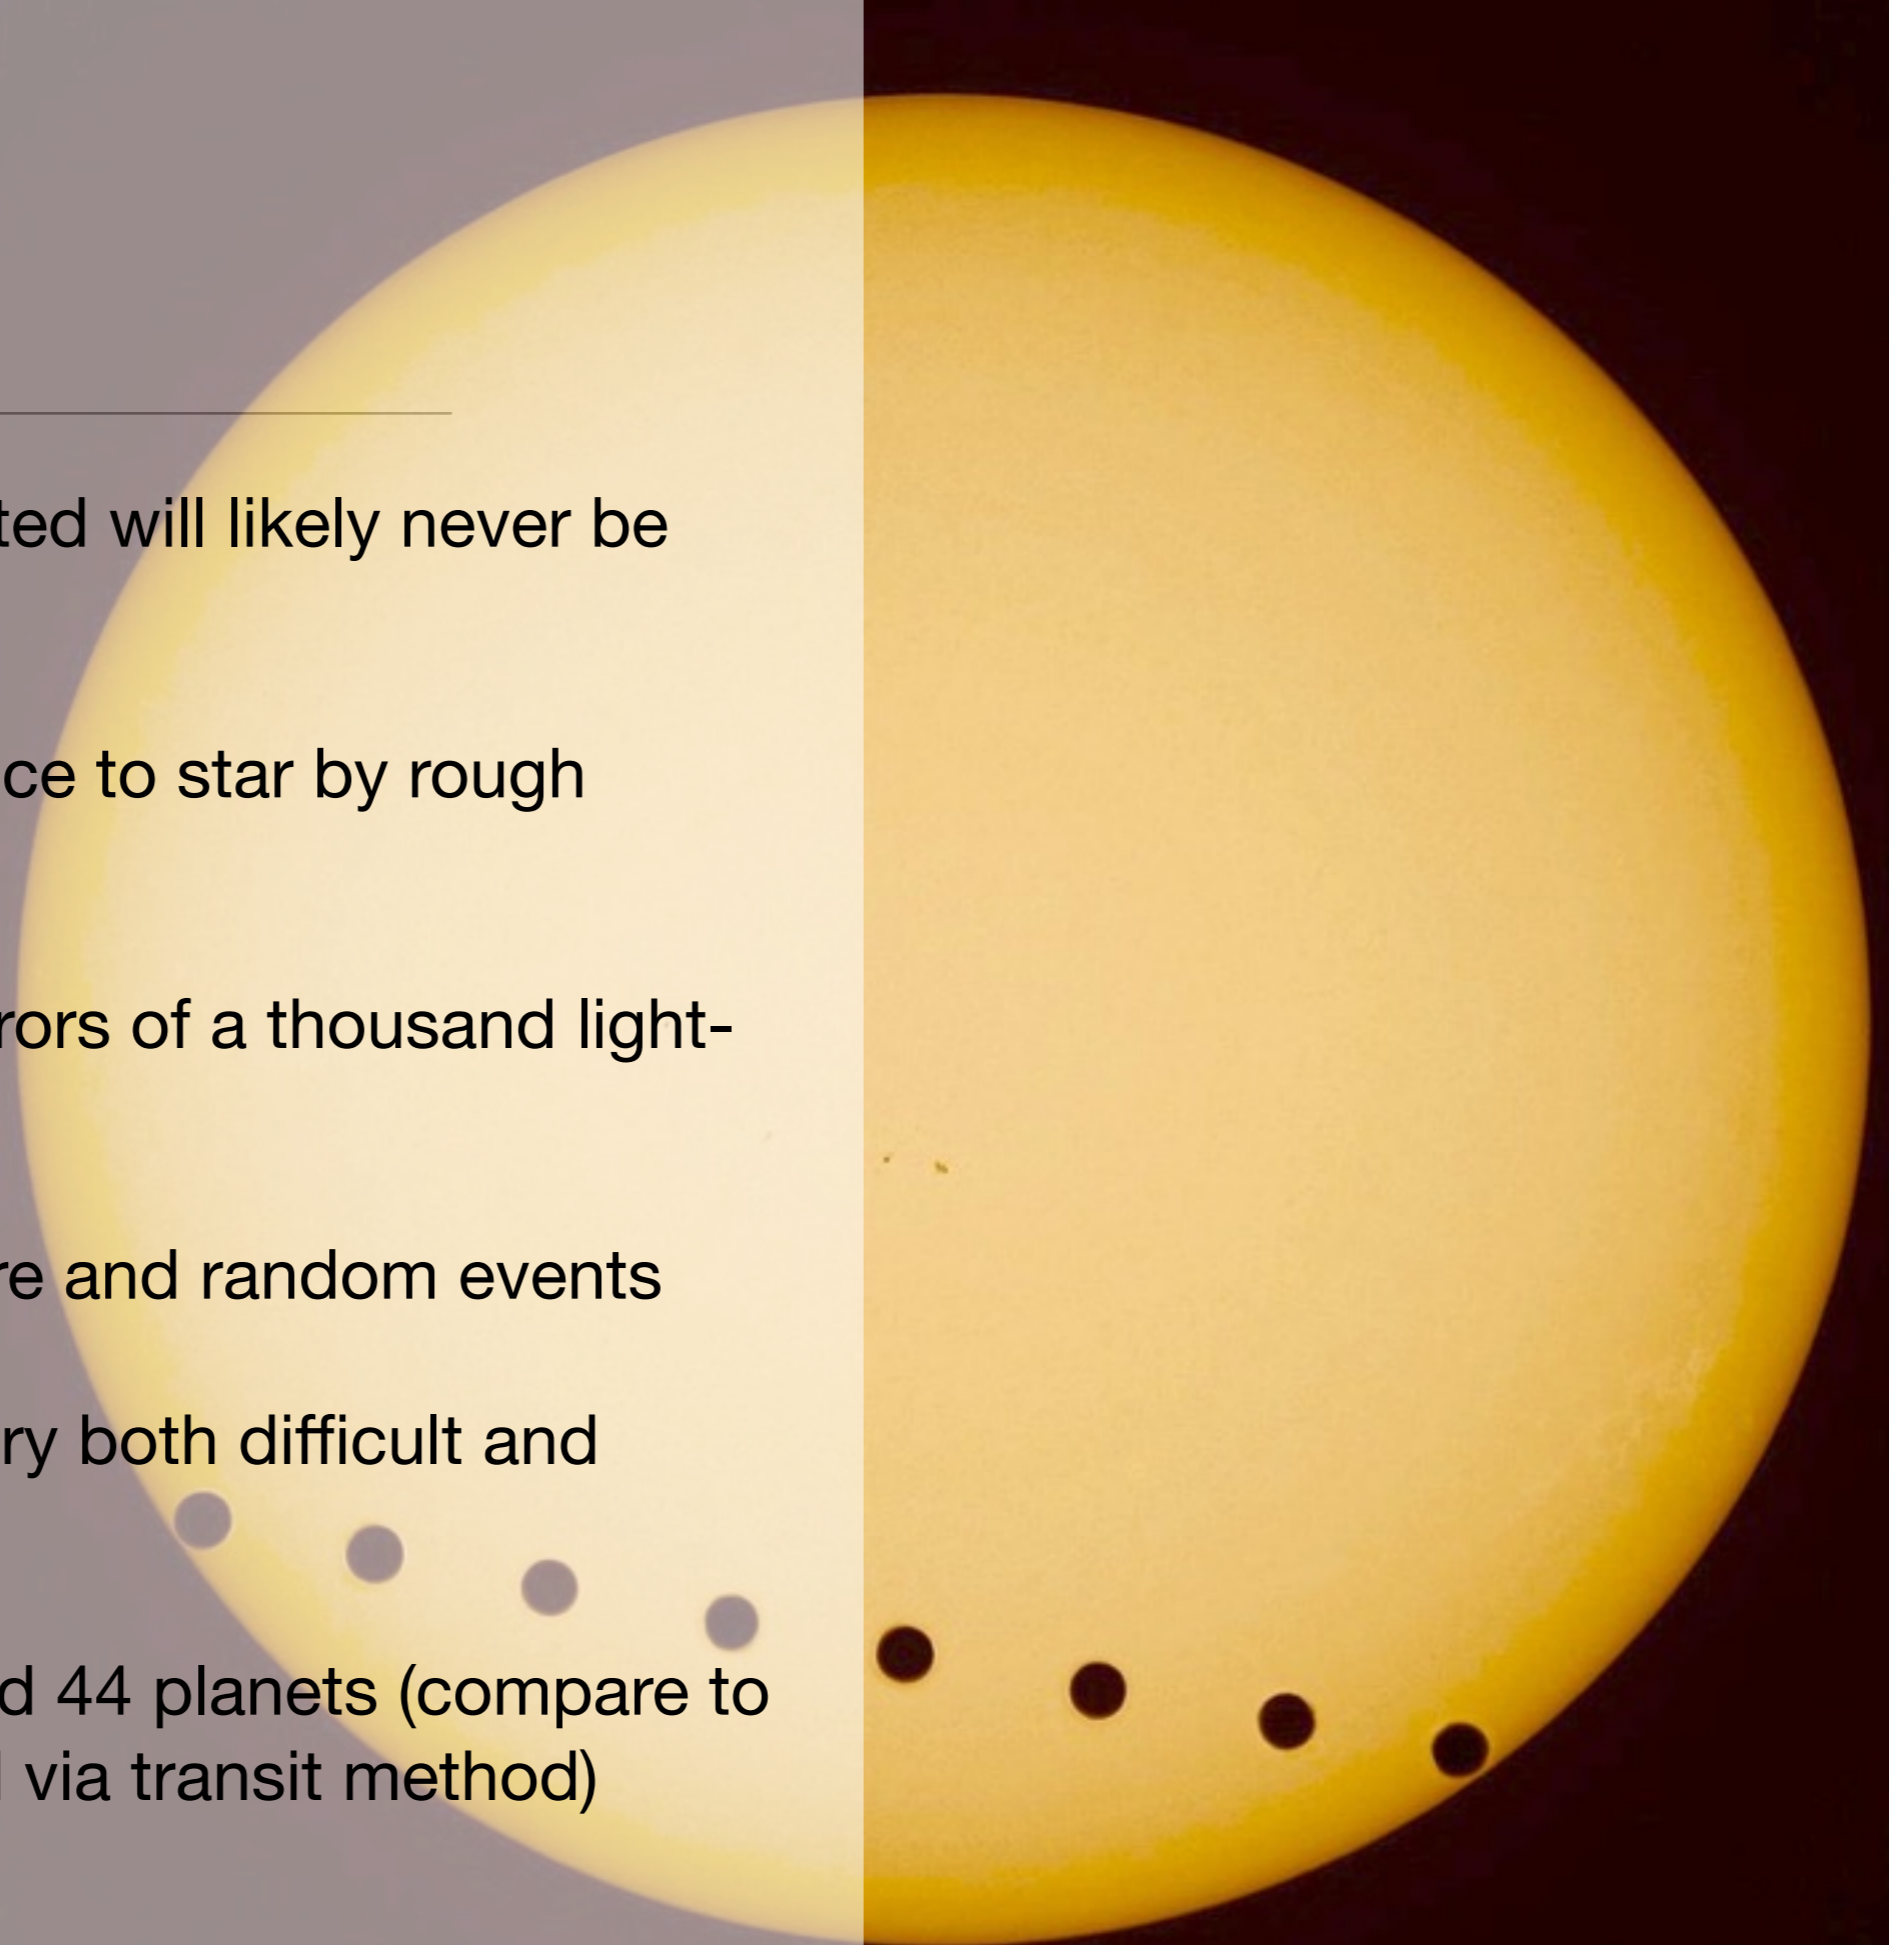 ted will likely never be
ce to star by rough
rors of a thousand light-
re and random events
ry both difficult and
d 44 planets (compare to
via transit method)